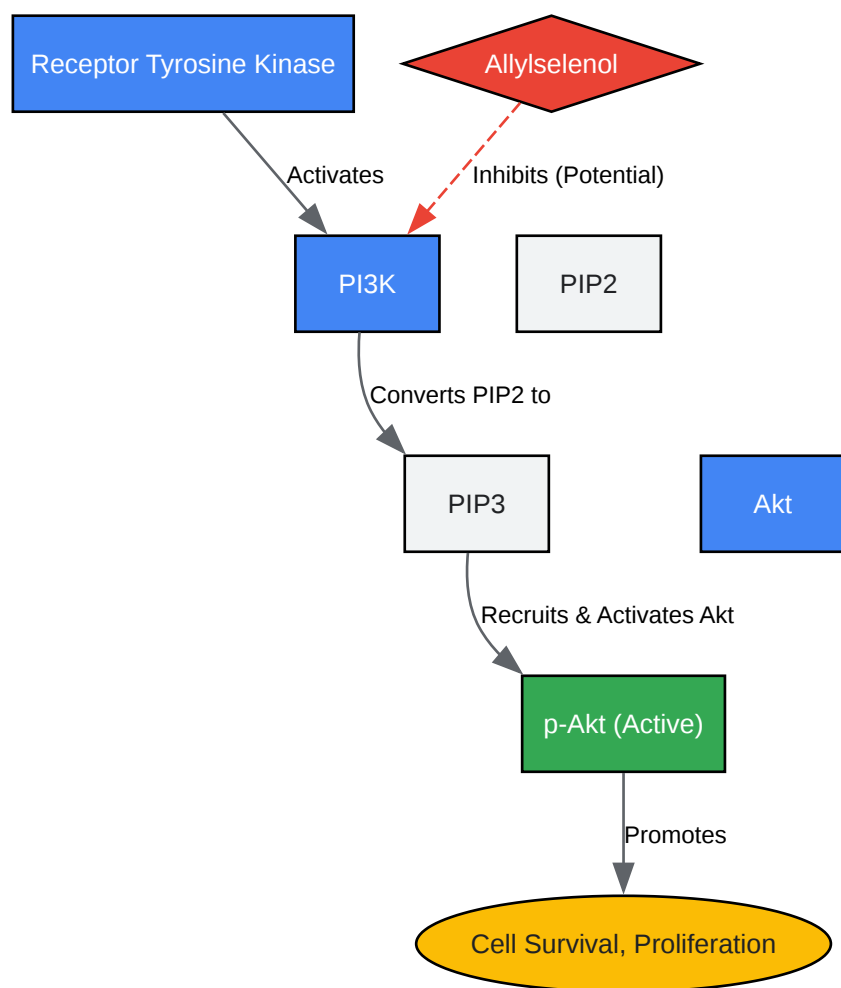 Receptor Tyrosine Kinase
Allylselenol
Activates
Inhibits (Potential)
PI3K
PIP2
Converts PIP2 to
PIP3
Akt
Recruits & Activates Akt
p-Akt (Active)
Promotes
Cell Survival, Proliferation